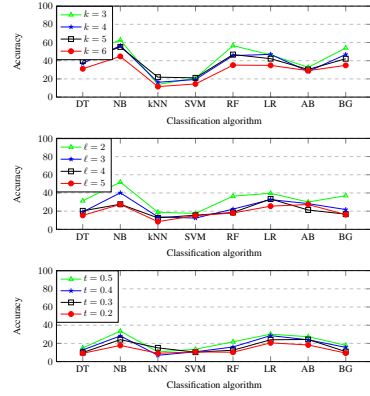 100
80
60
40
20
0
Accuracy
k = 3
k = 4
k = 5
k = 6
DT NB kNN SVM RF LR AB BG
Classification algorithm
100
80
60
40
20
0
Accuracy
ℓ = 2
ℓ = 3
ℓ = 4
ℓ = 5
DT NB kNN SVM RF LR AB BG
Classification algorithm
100
80
60
40
20
0
Accuracy
t = 0.5
t = 0.4
t = 0.3
t = 0.2
DT NB kNN SVM RF LR AB BG
Classification algorithm